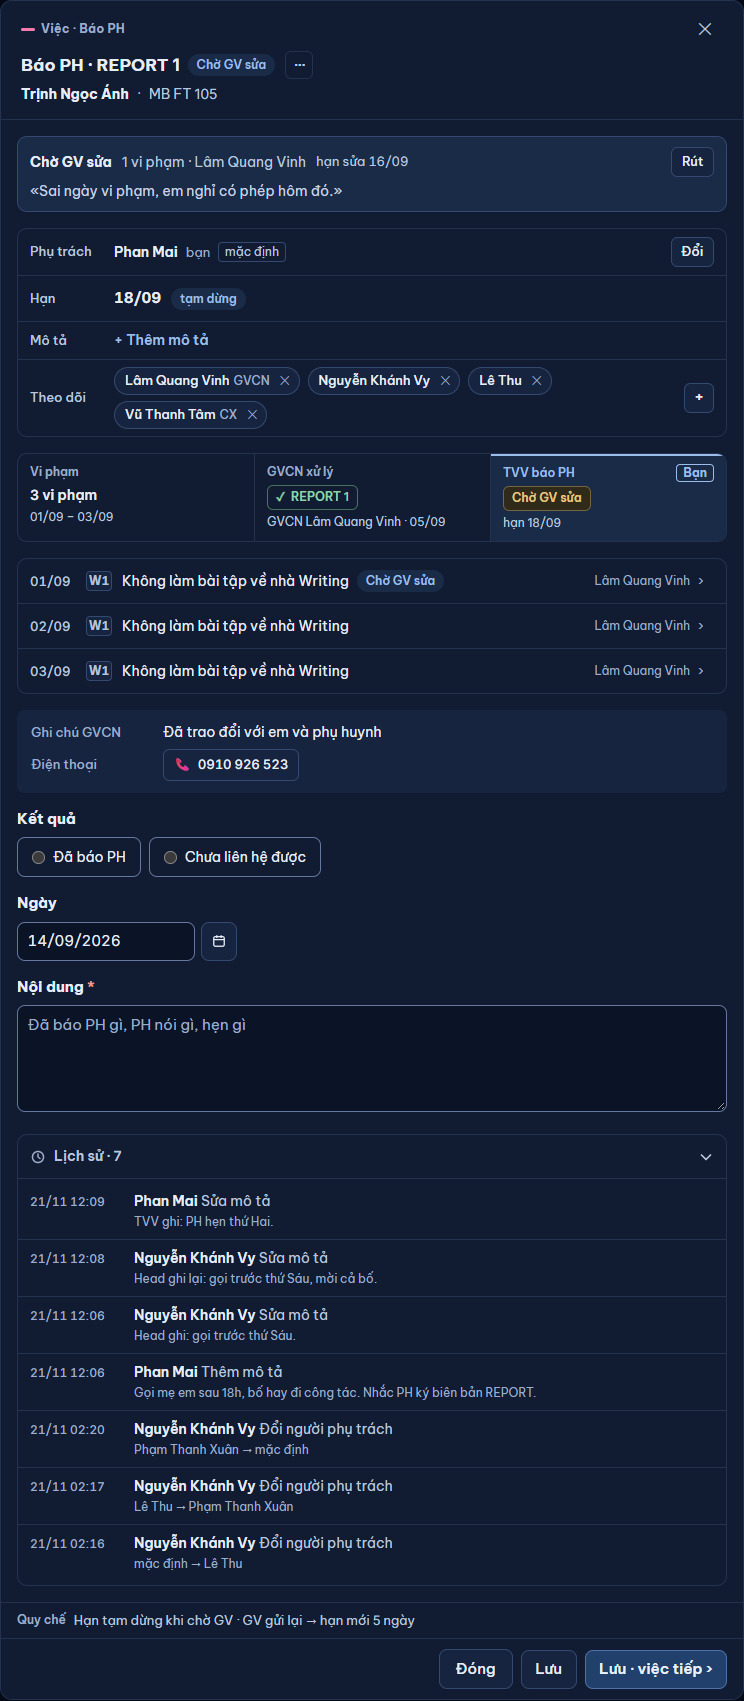 Việc · Báo PH
Báo PH · REPORT 1 Chờ GV sửa ···
Trịnh Ngọc Ánh · MB FT 105
Chờ GV sửa 1 vi phạm · Lâm Quang Vinh hạn sửa 16/09 Rút
«Sai ngày vi phạm, em nghỉ có phép hôm đó.»
Phụ trách Phan Mai bạn mặc định Đổi
Hạn 18/09 tạm dừng
Mô tả + Thêm mô tả
Theo dõi Lâm Quang Vinh GVCN × Nguyễn Khánh Vy × Lê Thu × +
Vũ Thanh Tâm CX ×
Vi phạm
3 vi phạm
01/09 – 03/09
GVCN xử lý
✓ REPORT 1
GVCN Lâm Quang Vinh · 05/09
TVV báo PH Bạn
Chờ GV sửa
hạn 18/09
01/09 W1 Không làm bài tập về nhà Writing Chờ GV sửa Lâm Quang Vinh ›
02/09 W1 Không làm bài tập về nhà Writing Lâm Quang Vinh ›
03/09 W1 Không làm bài tập về nhà Writing Lâm Quang Vinh ›
Ghi chú GVCN Đã trao đổi với em và phụ huynh
Điện thoại 0910 926 523
Kết quả
Đã báo PH Chưa liên hệ được
Ngày
14/09/2026
Nội dung *
Đã báo PH gì, PH nói gì, hẹn gì
Lịch sử · 7
21/11 12:09 Phan Mai Sửa mô tả
TVV ghi: PH hẹn thứ Hai.
21/11 12:08 Nguyễn Khánh Vy Sửa mô tả
Head ghi lại: gọi trước thứ Sáu, mời cả bố.
21/11 12:06 Nguyễn Khánh Vy Sửa mô tả
Head ghi: gọi trước thứ Sáu.
21/11 12:06 Phan Mai Thêm mô tả
Gọi mẹ em sau 18h, bố hay đi công tác. Nhắc PH ký biên bản REPORT.
21/11 02:20 Nguyễn Khánh Vy Đổi người phụ trách
Phạm Thanh Xuân → mặc định
21/11 02:17 Nguyễn Khánh Vy Đổi người phụ trách
Lê Thu → Phạm Thanh Xuân
21/11 02:16 Nguyễn Khánh Vy Đổi người phụ trách
mặc định → Lê Thu
Quy chế Hạn tạm dừng khi chờ GV · GV gửi lại → hạn mới 5 ngày
Đóng Lưu Lưu · việc tiếp ›